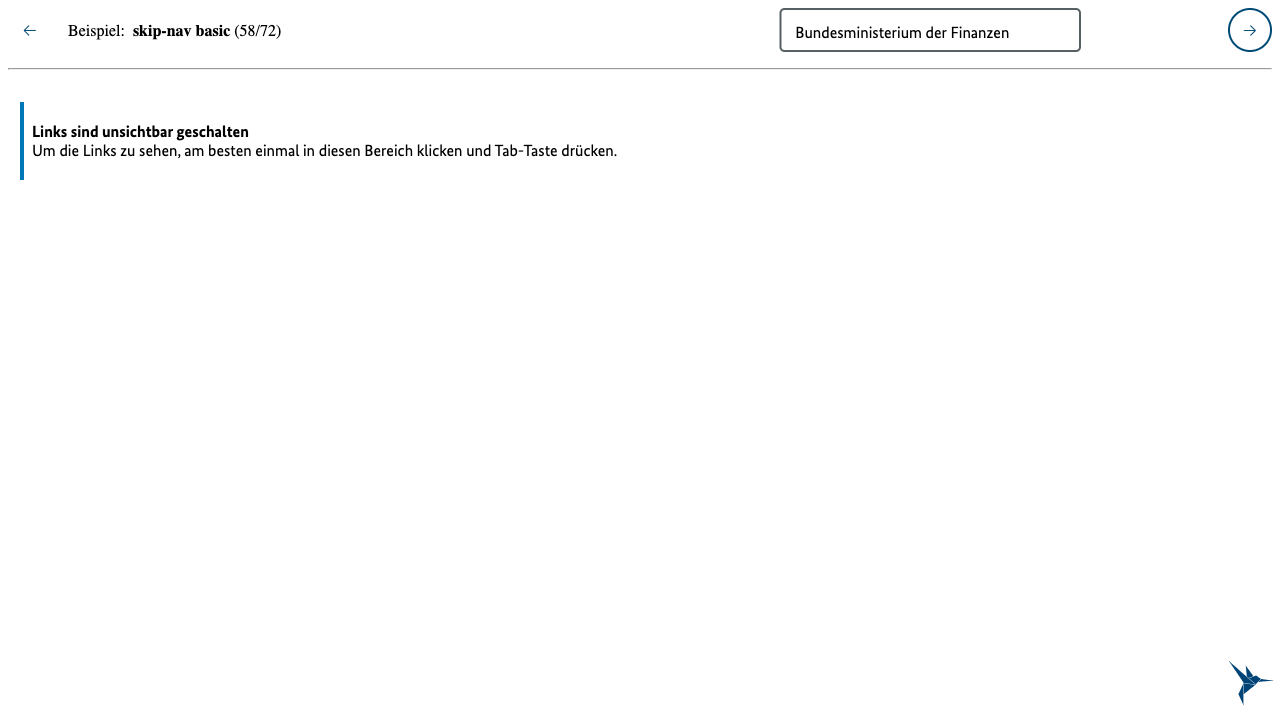 Beispiel: skip-nav basic (58/72)
Bundesministerium der Finanzen
Links sind unsichtbar geschalten
Um die Links zu sehen, am besten einmal in diesen Bereich klicken und Tab-Taste drücken.